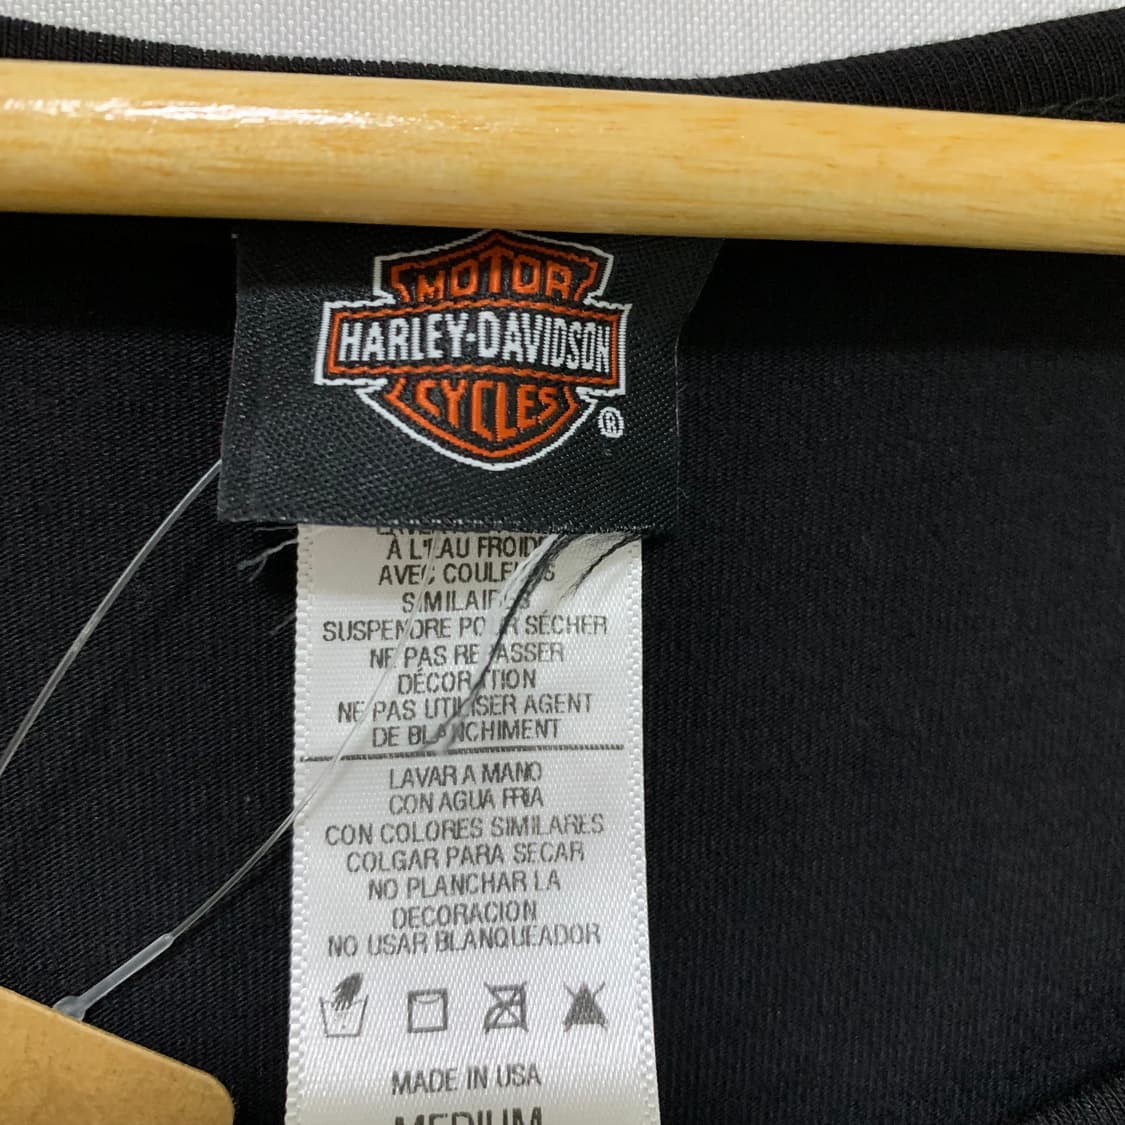 MOTOR
HARLEY-DAVIDSON
CYCLES
®
À L'EAU FROIDE
AVEC COULEURS
SIMILAIRES
SUSPENDRE POUR SÉCHER
NE PAS REPASSER
DÉCORATION
NE PAS UTILISER AGENT
DE BLANCHIMENT
LAVAR A MANO
CON AGUA FRIA
CON COLORES SIMILARES
COLGAR PARA SECAR
NO PLANCHAR LA
DECORACION
NO USAR BLANQUEADOR
MADE IN USA
MEDIUM